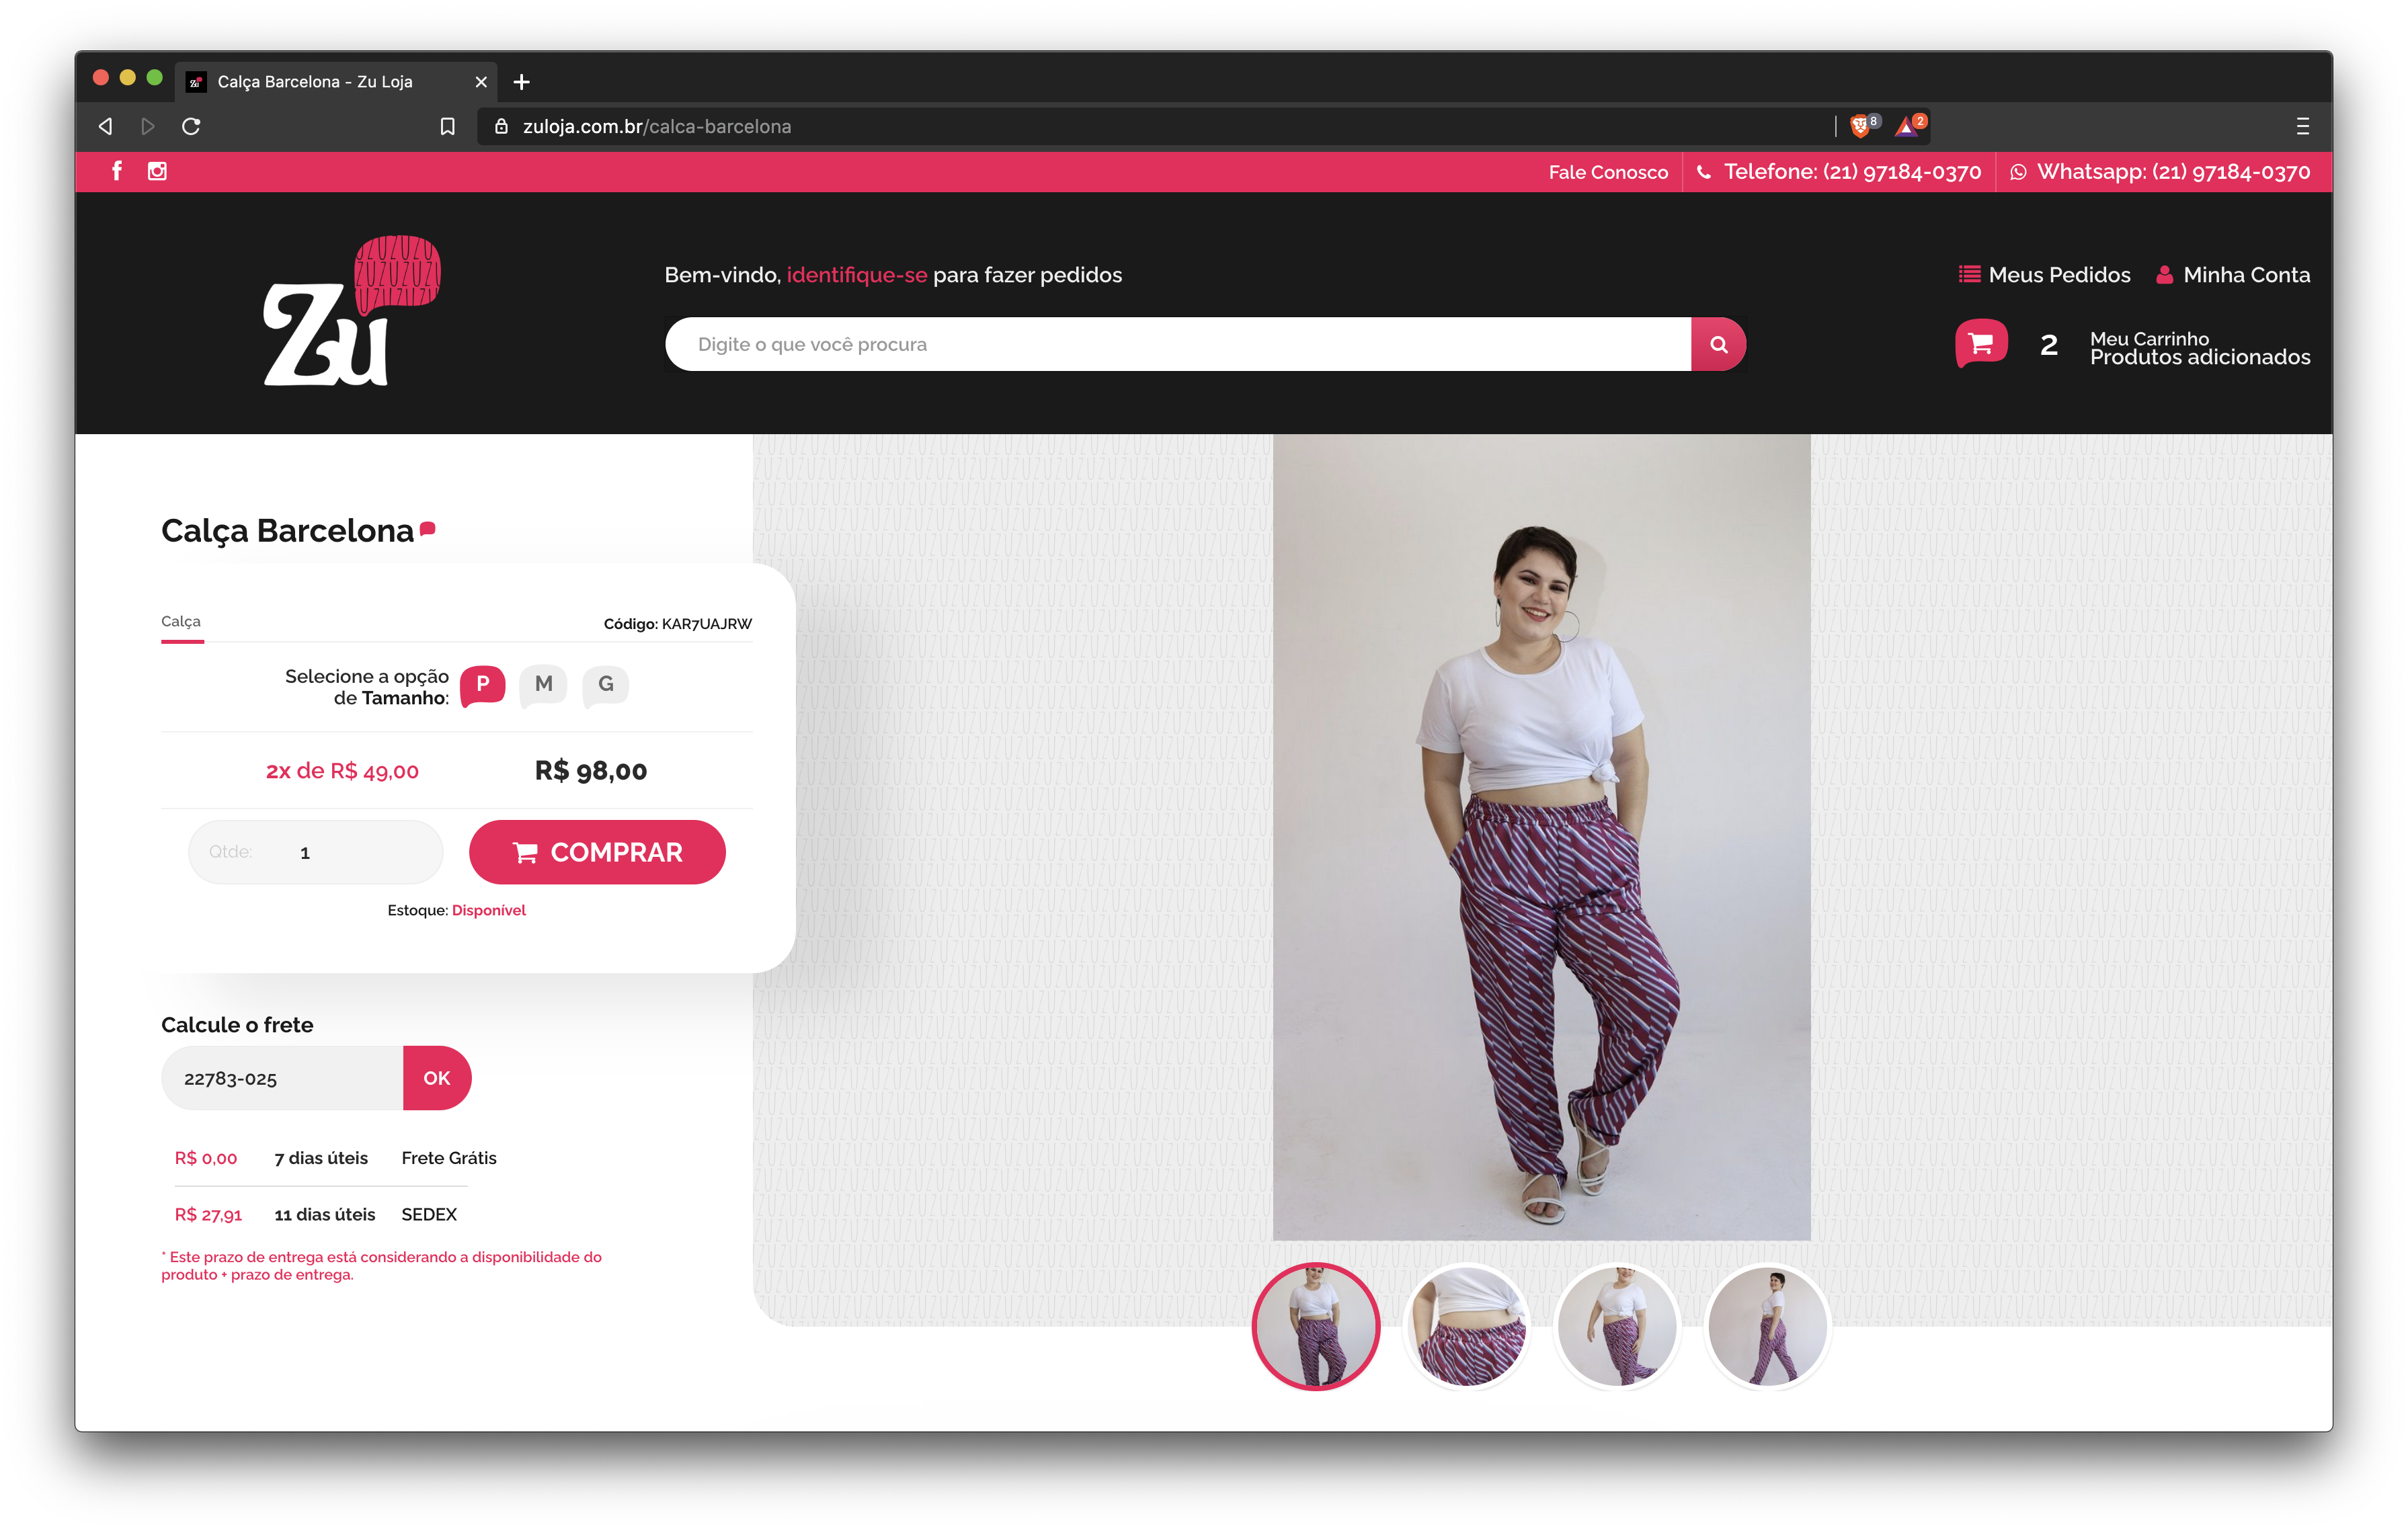 Calça Barcelona - Zu Loja
zuloja.com.br/calca-barcelona
8
2
Fale Conosco
Telefone: (21) 97184-0370
Whatsapp: (21) 97184-0370
Zu
Bem-vindo, identifique-se para fazer pedidos
Meus Pedidos
Minha Conta
Digite o que você procura
2
Meu Carrinho
Produtos adicionados
Calça Barcelona
Calça
Código: KAR7UAJRW
Selecione a opção
de Tamanho:
P
M
G
2x de R$ 49,00
R$ 98,00
Qtde:
1
COMPRAR
Estoque: Disponível
Calcule o frete
22783-025
OK
R$ 0,00 7 dias úteis Frete Grátis
R$ 27,91 11 dias úteis SEDEX
* Este prazo de entrega está considerando a disponibilidade do
produto + prazo de entrega.